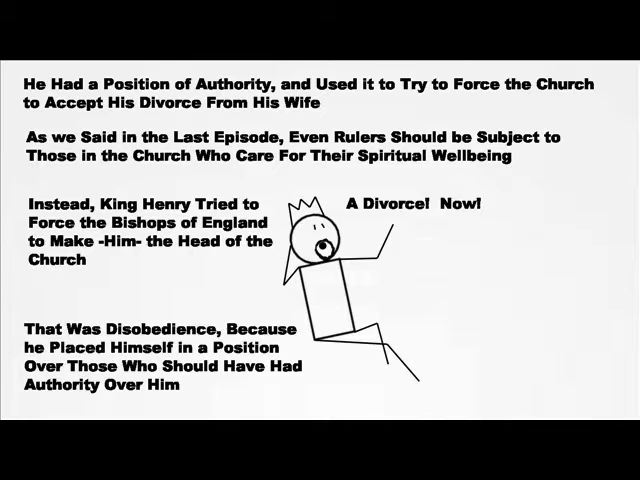 He Had a Position of Authority, and Used it to Try to Force the Church
to Accept His Divorce From His Wife
As we Said in the Last Episode, Even Rulers Should be Subject to
Those in the Church Who Care For Their Spiritual Wellbeing
Instead, King Henry Tried to
Force the Bishops of England
to Make -Him- the Head of the
Church
A Divorce!  Now!
That Was Disobedience, Because
he Placed Himself in a Position
Over Those Who Should Have Had
Authority Over Him